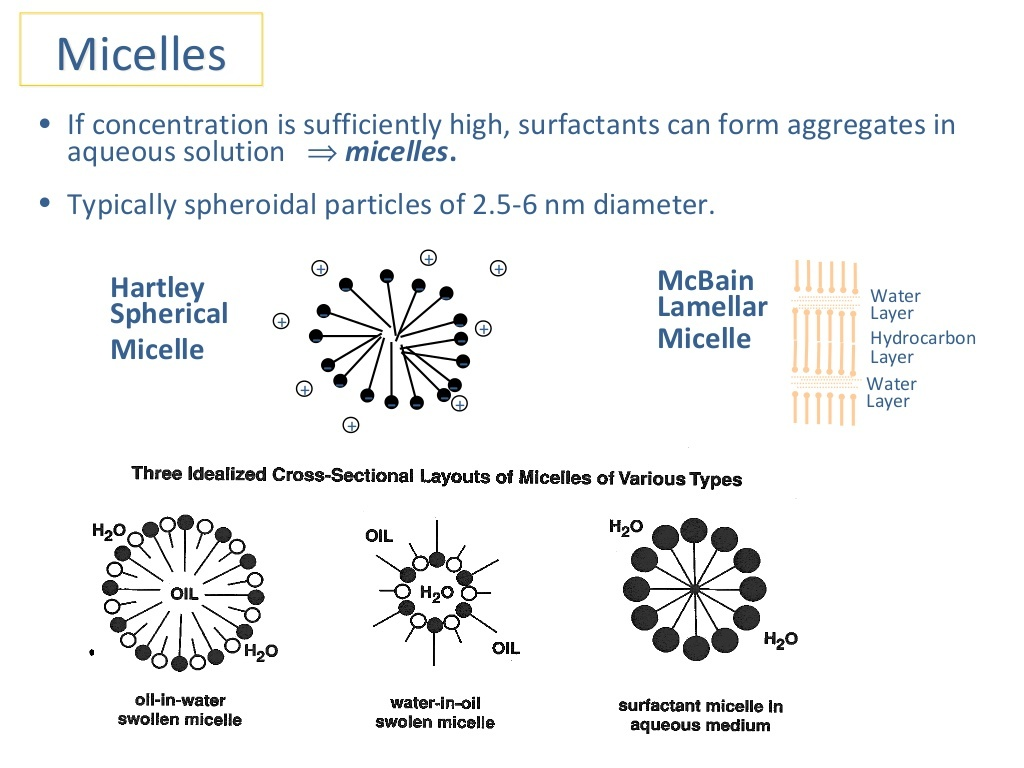 Micelles
• If concentration is sufficiently high, surfactants can form aggregates in
aqueous solution ⇒ micelles.
• Typically spheroidal particles of 2.5-6 nm diameter.
Hartley
Spherical
Micelle
McBain
Lamellar
Micelle
Water
Layer
Hydrocarbon
Layer
Water
Layer
Three Idealized Cross-Sectional Layouts of Micelles of Various Types
H₂O
OIL
H₂O
oil-in-water
swollen micelle
OIL
H₂O
OIL
water-in-oil
swolen micelle
H₂O
H₂O
surfactant micelle in
aqueous medium